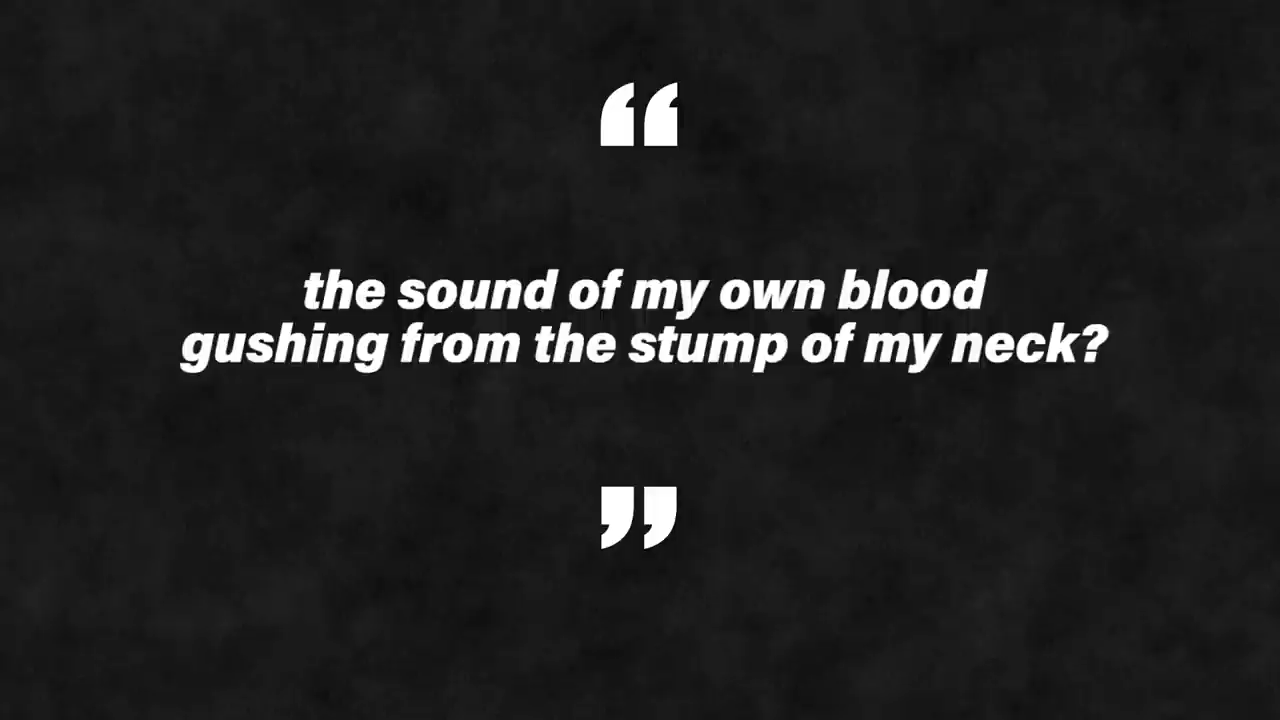 “
the sound of my own blood
gushing from the stump of my neck?
”